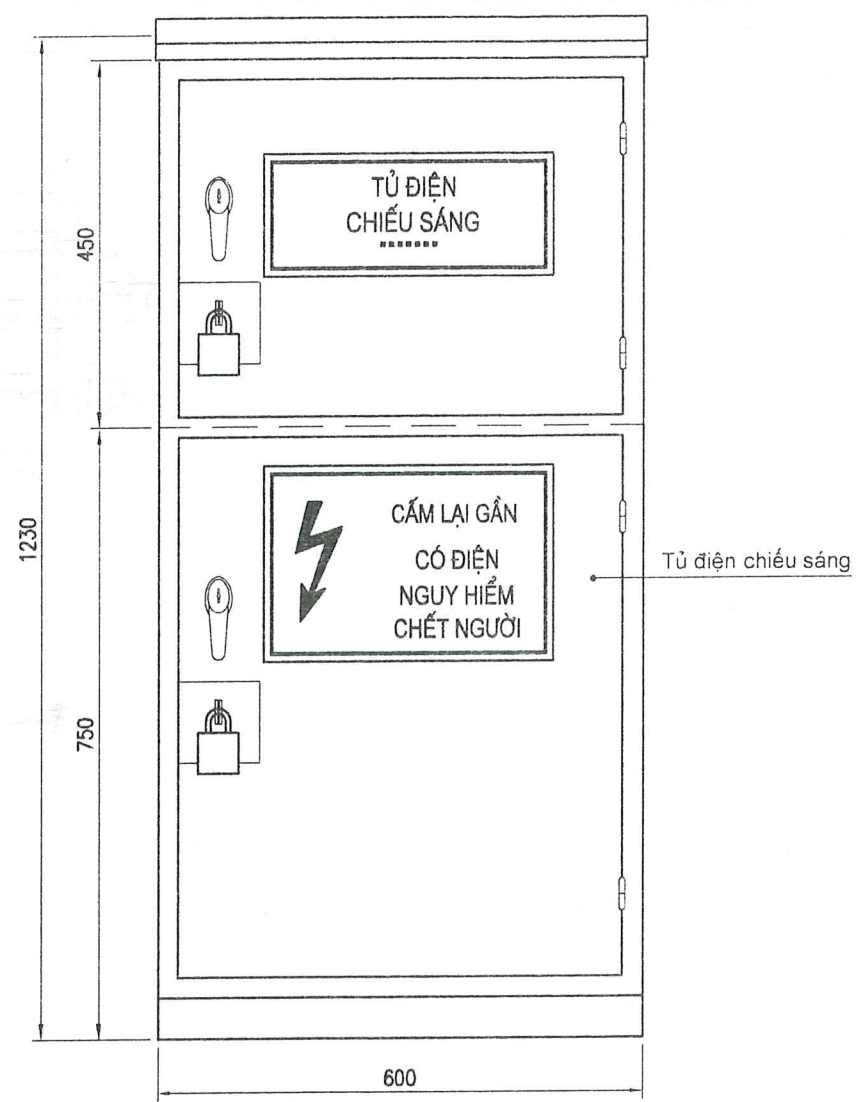 TỦ ĐIỆN
CHIẾU SÁNG
450
1230
CẤM LẠI GẦN
CÓ ĐIỆN
NGUY HIỂM
CHẾT NGƯỜI
Tủ điện chiếu sáng
750
600